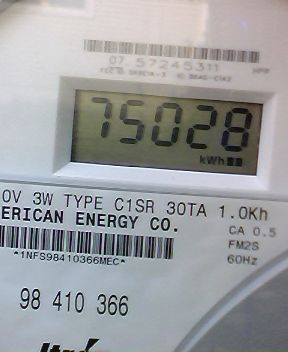 07 57245311
75028
kWh
0V 3W TYPE C1SR 30TA 1.0Kh
ERICAN ENERGY CO.
CA 0.5
FM2S
60Hz
*1NFS98410366MEC*
98 410 366